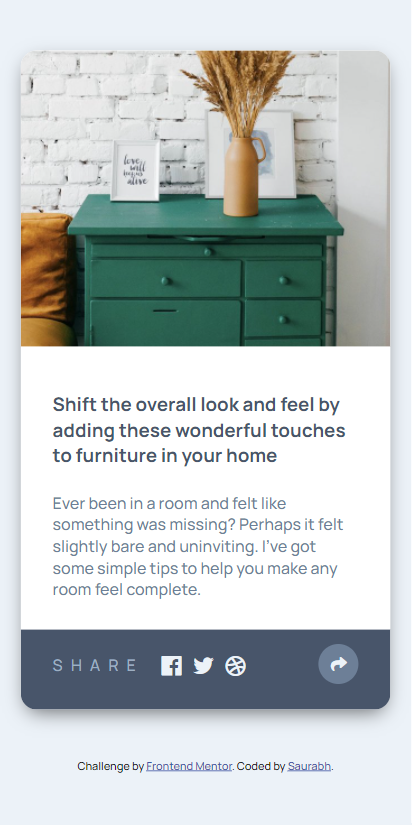 love
will
keep us
alive
Shift the overall look and feel by
adding these wonderful touches
to furniture in your home
Ever been in a room and felt like
something was missing? Perhaps it felt
slightly bare and uninviting. I've got
some simple tips to help you make any
room feel complete.
SHARE
Challenge by Frontend Mentor. Coded by Saurabh.